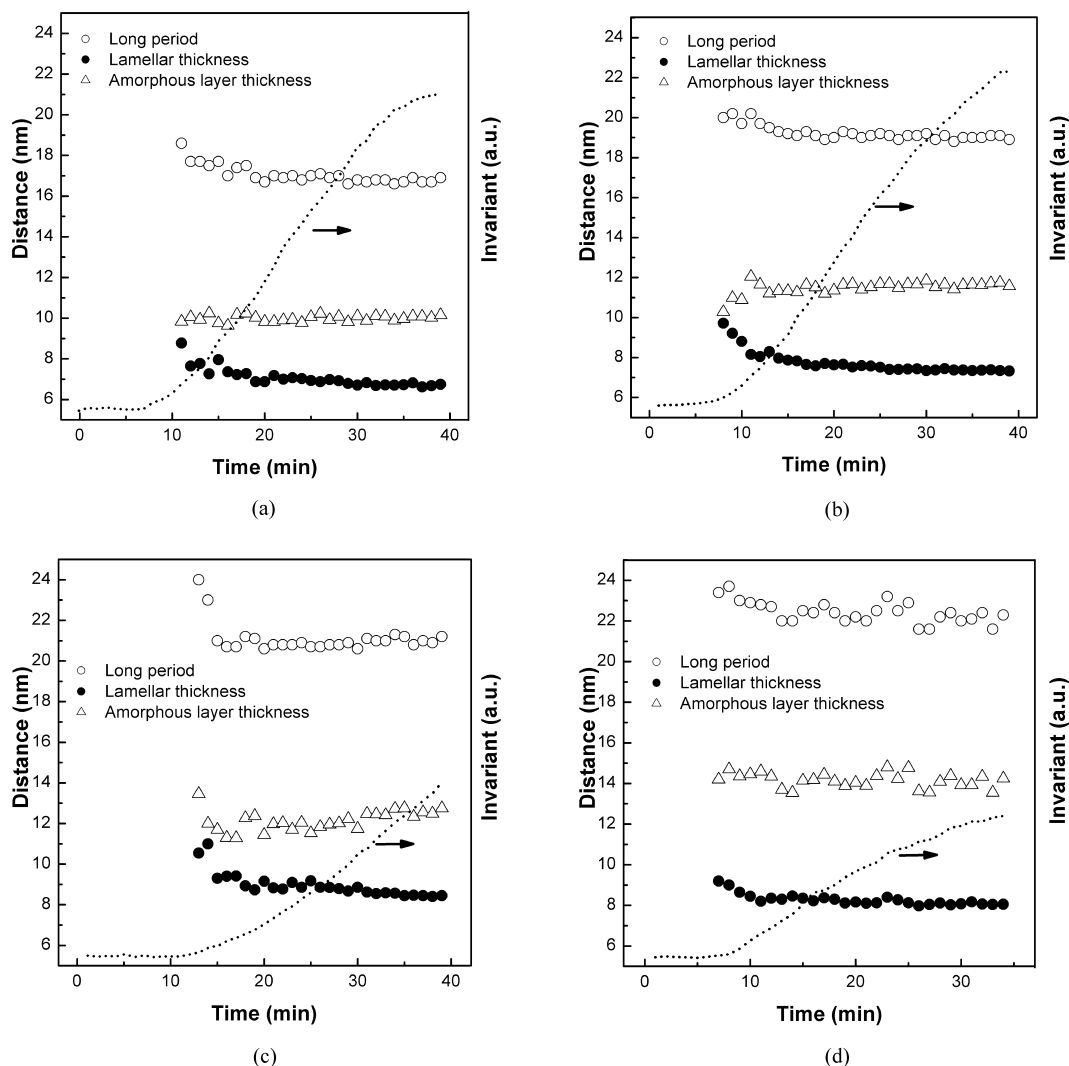 24
22
20
18
16
14
12
10
8
6
Distance (nm)
Long period
Lamellar thickness
Amorphous layer thickness
Invariant (a.u.)
0 10 20 30 40
Time (min)
(a)
24
22
20
18
16
14
12
10
8
6
Distance (nm)
Long period
Lamellar thickness
Amorphous layer thickness
Invariant (a.u.)
0 10 20 30 40
Time (min)
(b)
24
22
20
18
16
14
12
10
8
6
Distance (nm)
Long period
Lamellar thickness
Amorphous layer thickness
Invariant (a.u.)
0 10 20 30 40
Time (min)
(c)
24
22
20
18
16
14
12
10
8
6
Distance (nm)
Long period
Lamellar thickness
Amorphous layer thickness
Invariant (a.u.)
0 10 20 30
Time (min)
(d)